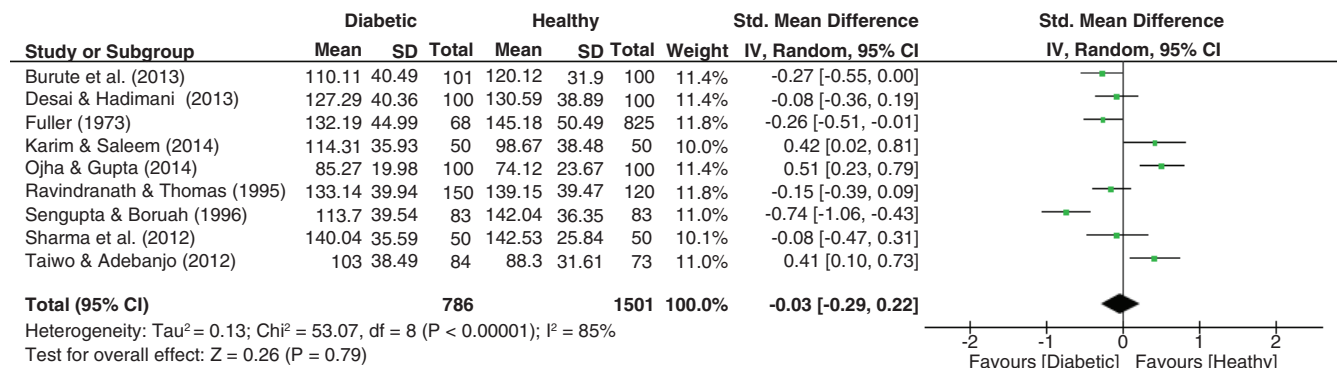 Diabetic Healthy Std. Mean Difference Std. Mean Difference
Study or Subgroup Mean SD Total Mean SD Total Weight IV, Random, 95% CI IV, Random, 95% CI
Burute et al. (2013) 110.11 40.49 101 120.12 31.9 100 11.4% -0.27 [-0.55, 0.00]
Desai & Hadimani (2013) 127.29 40.36 100 130.59 38.89 100 11.4% -0.08 [-0.36, 0.19]
Fuller (1973) 132.19 44.99 68 145.18 50.49 825 11.8% -0.26 [-0.51, -0.01]
Karim & Saleem (2014) 114.31 35.93 50 98.67 38.48 50 10.0% 0.42 [0.02, 0.81]
Ojha & Gupta (2014) 85.27 19.98 100 74.12 23.67 100 11.4% 0.51 [0.23, 0.79]
Ravindranath & Thomas (1995) 133.14 39.94 150 139.15 39.47 120 11.8% -0.15 [-0.39, 0.09]
Sengupta & Boruah (1996) 113.7 39.54 83 142.04 36.35 83 11.0% -0.74 [-1.06, -0.43]
Sharma et al. (2012) 140.04 35.59 50 142.53 25.84 50 10.1% -0.08 [-0.47, 0.31]
Taiwo & Adebanjo (2012) 103 38.49 84 88.3 31.61 73 11.0% 0.41 [0.10, 0.73]
Total (95% CI) 786 1501 100.0% -0.03 [-0.29, 0.22]
Heterogeneity: Tau² = 0.13; Chi² = 53.07, df = 8 (P < 0.00001); I² = 85%
Test for overall effect: Z = 0.26 (P = 0.79)
-2 -1 0 1 2
Favours [Diabetic] Favours [Heathy]